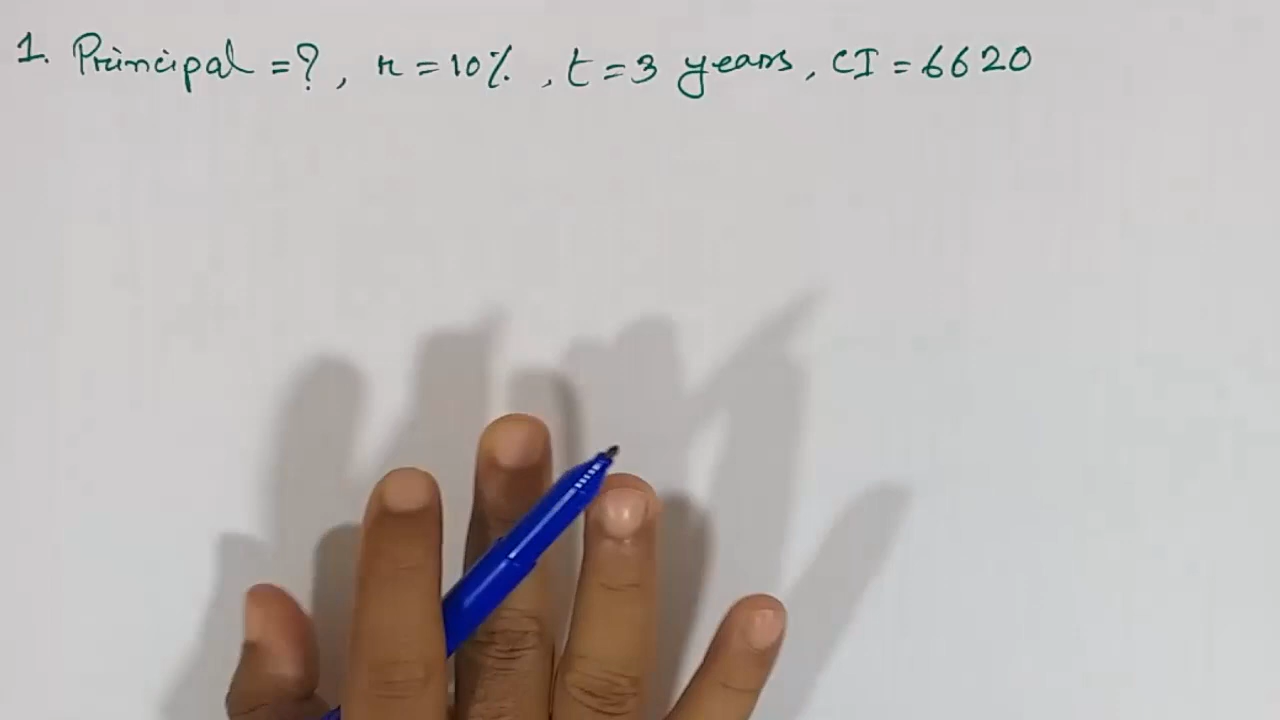 1. Principal = ?, r = 10%, t = 3 years, CI = 6620